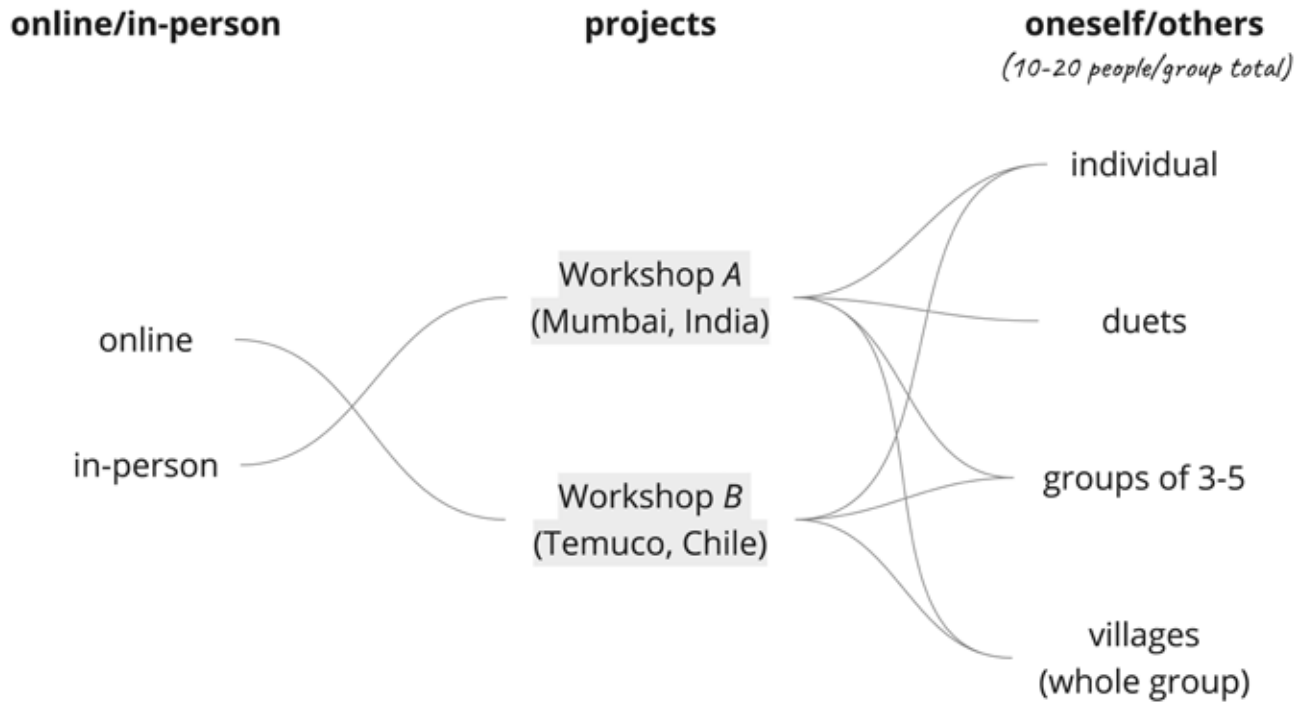 online/in-person
projects
oneself/others
(10-20 people/group total)
online
in-person
Workshop A
(Mumbai, India)
Workshop B
(Temuco, Chile)
individual
duets
groups of 3-5
villages
(whole group)